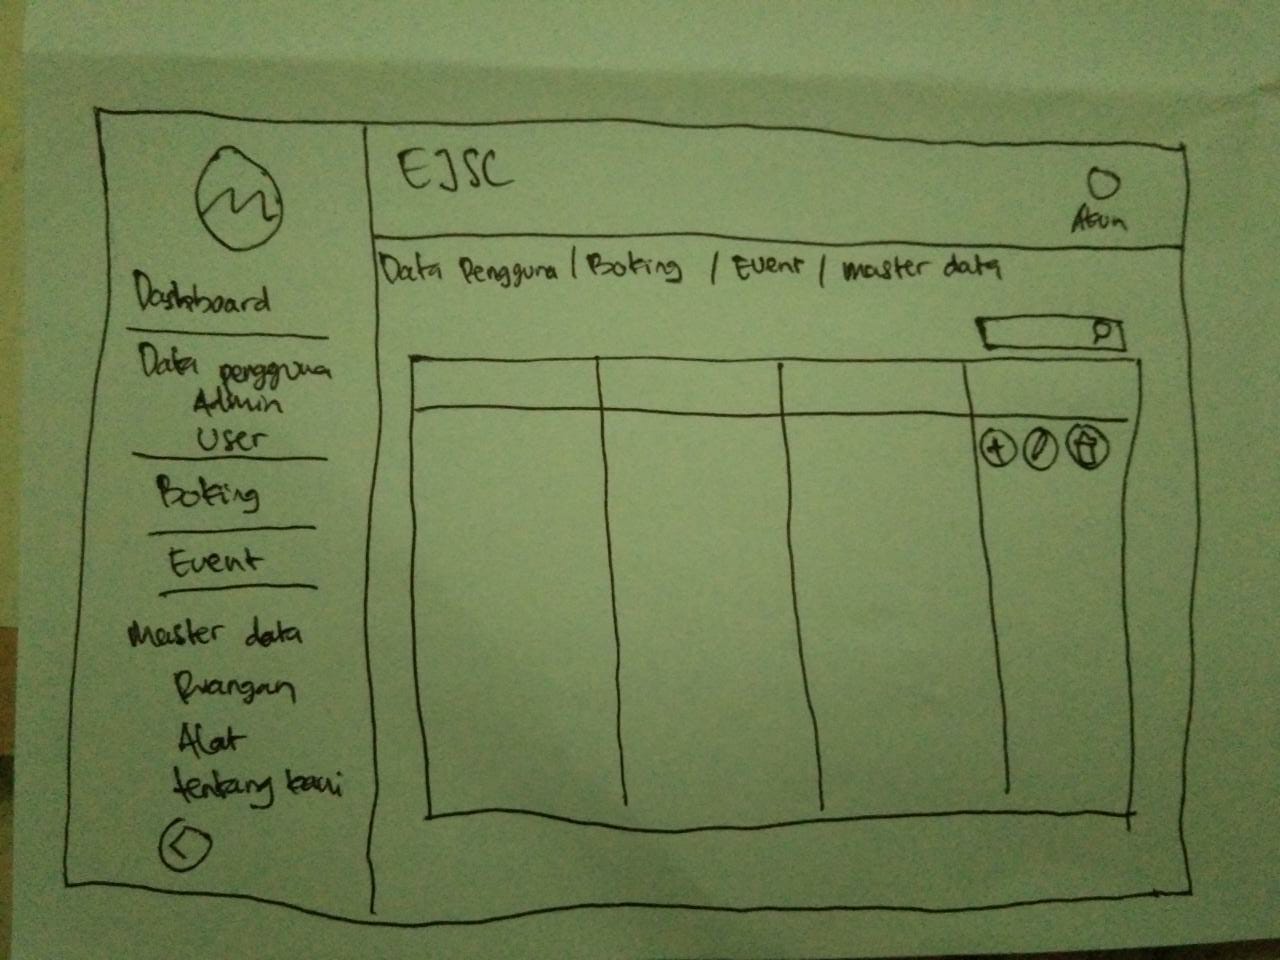 EJSC
Akun
Data Pengguna / Boking / Event / master data
Dashboard
Data pengguna
Admin
User
Boking
Event
Master data
Ruangan
Alat
tentang kami